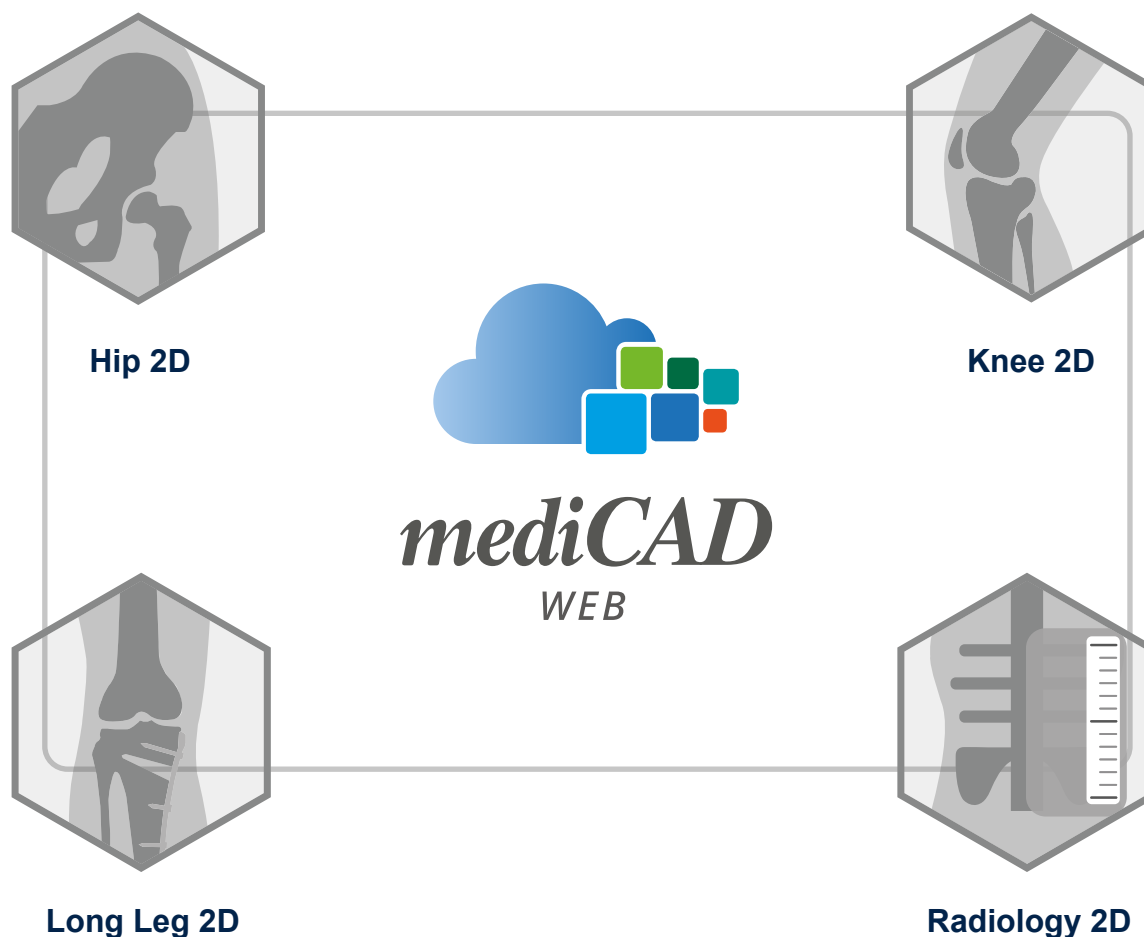 Hip 2D
Knee 2D
mediCAD
WEB
Long Leg 2D
Radiology 2D